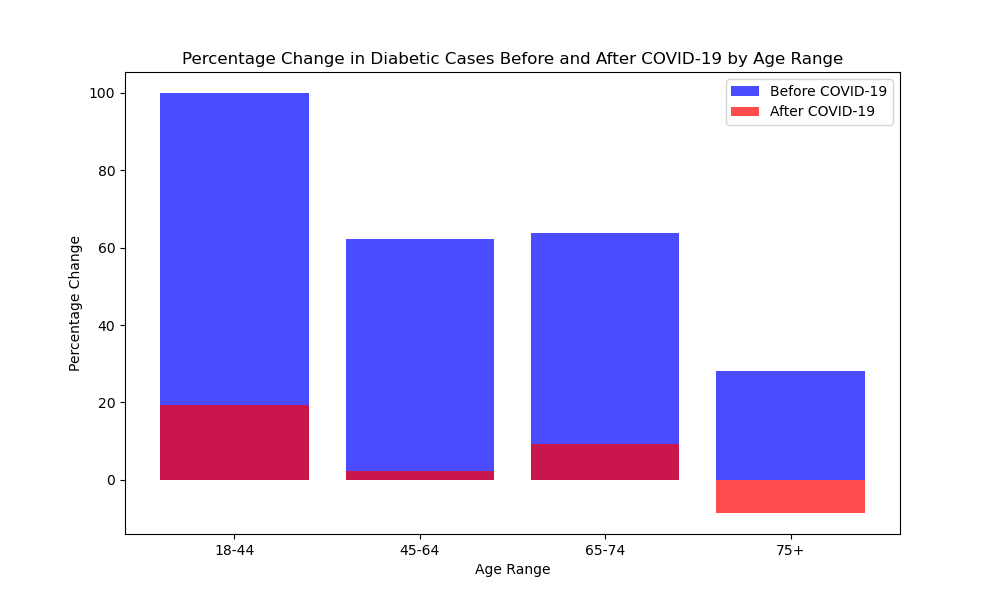 Percentage Change in Diabetic Cases Before and After COVID-19 by Age Range
Before COVID-19
After COVID-19
Percentage Change
100
80
60
40
20
0
18-44
45-64
65-74
75+
Age Range